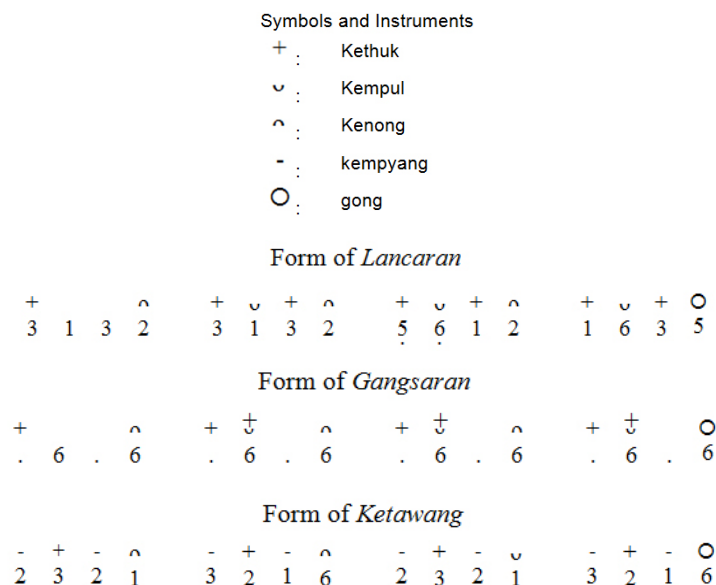 Symbols and Instruments
+ : Kethuk
⌣ : Kempul
⌢ : Kenong
- : kempyang
O : gong
Form of Lancaran
+ ⌢ + ⌣ + ⌢ + ⌣ + ⌢ + ⌣ + O
3 1 3 2 3 1 3 2 5̣ 6̣ 1 2 1 6 3 5
Form of Gangsaran
+ ⌢ + +⌣ ⌢ + +⌣ ⌢ + +⌣ O
. 6 . 6 . 6 . 6 . 6 . 6 . 6 . 6
Form of Ketawang
- + - ⌢ - + - ⌢ - + - ⌣ - + - O
2 3 2 1 3 2 1 6 2 3 2 1 3 2 1 6